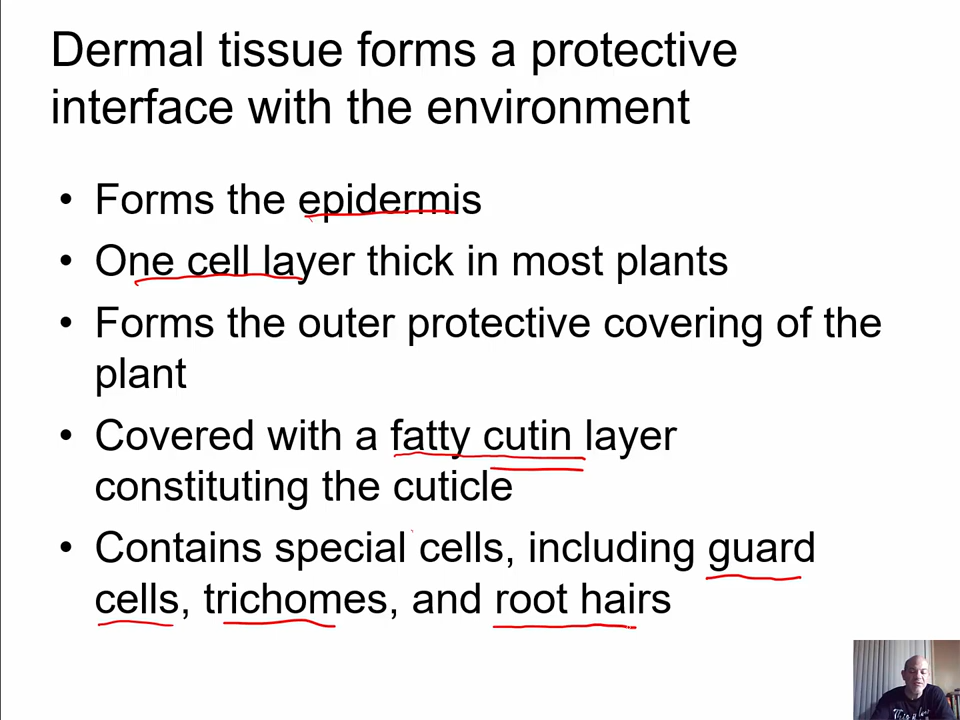 Dermal tissue forms a protective
interface with the environment
• Forms the epidermis
• One cell layer thick in most plants
• Forms the outer protective covering of the
plant
• Covered with a fatty cutin layer
constituting the cuticle
• Contains special cells, including guard
cells, trichomes, and root hairs